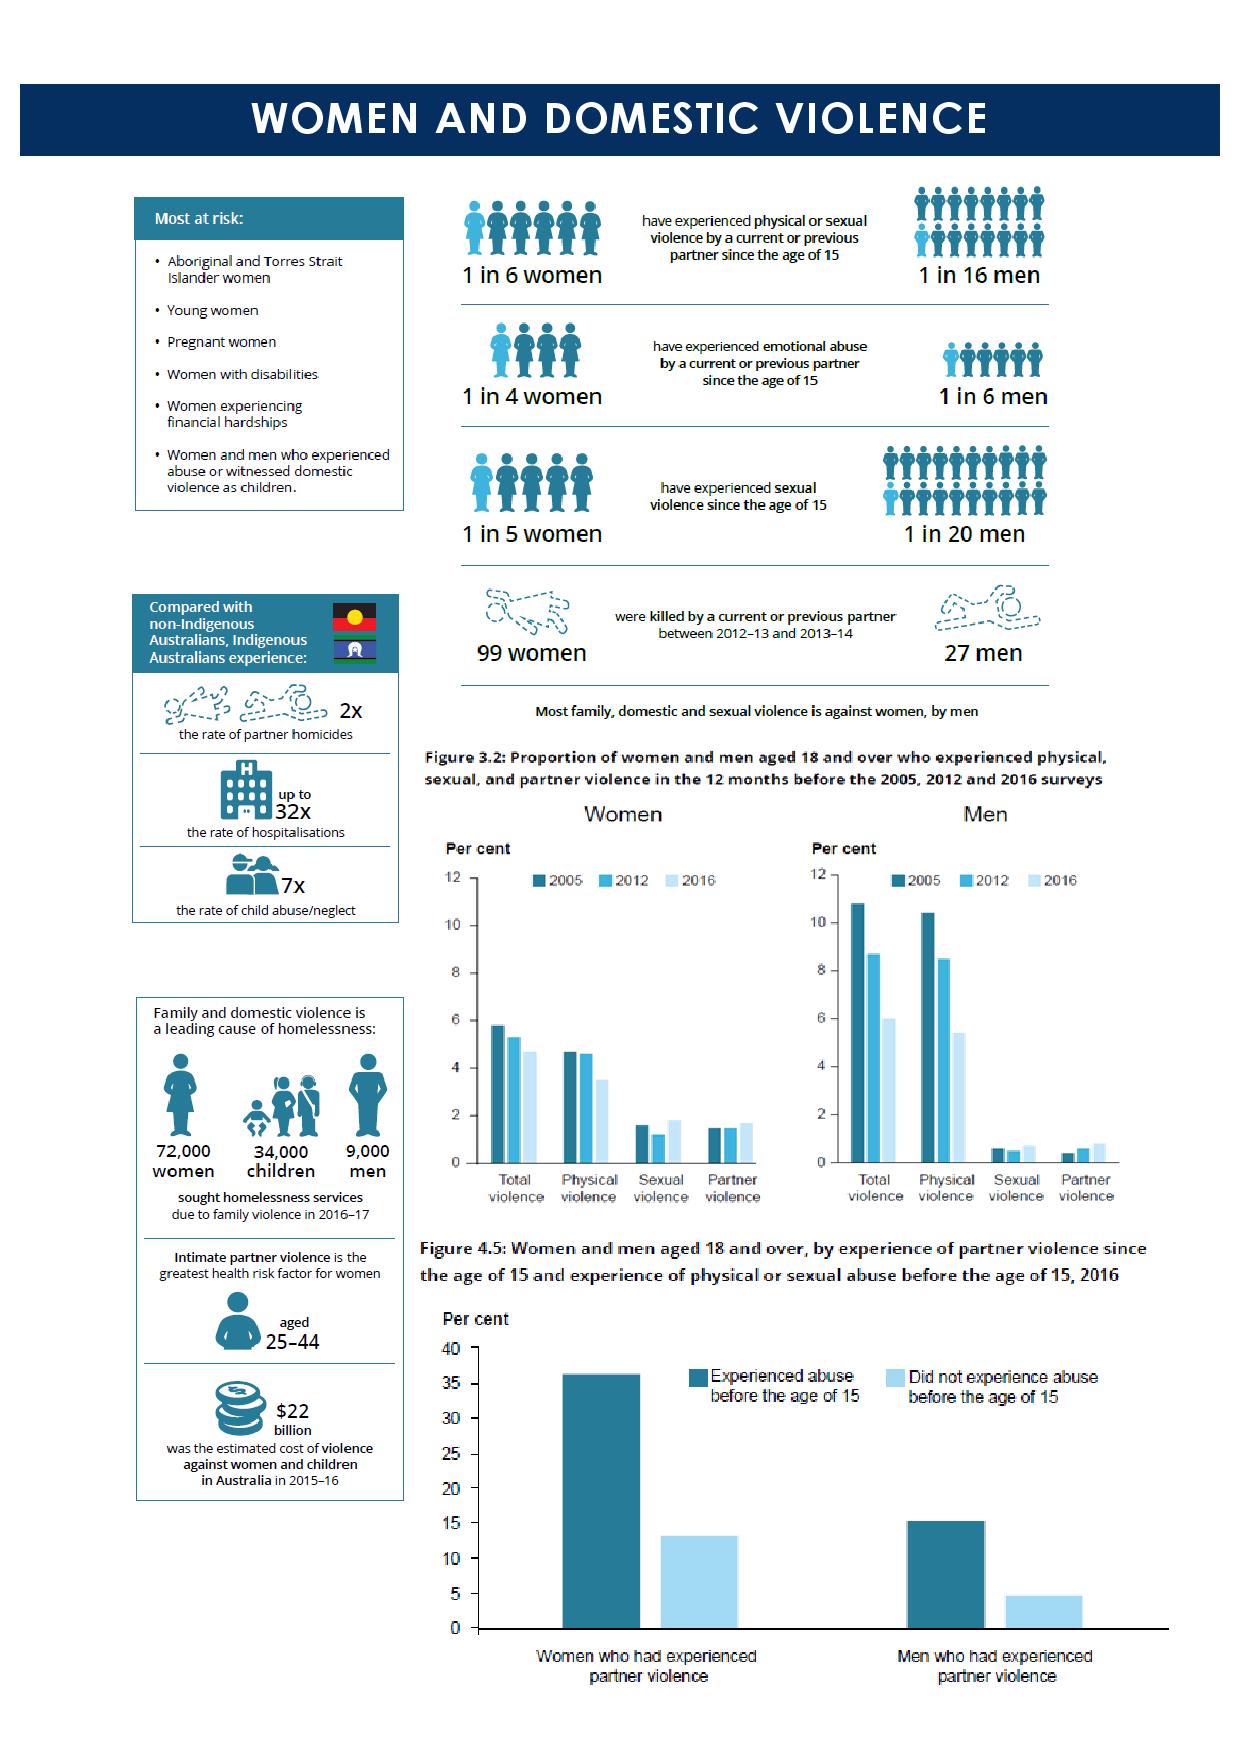 WOMEN AND DOMESTIC VIOLENCE
Most at risk:
• Aboriginal and Torres Strait
Islander women
• Young women
• Pregnant women
• Women with disabilities
• Women experiencing
financial hardships
• Women and men who experienced
abuse or witnessed domestic
violence as children.
1 in 6 women
have experienced physical or sexual
violence by a current or previous
partner since the age of 15
1 in 16 men
1 in 4 women
have experienced emotional abuse
by a current or previous partner
since the age of 15
1 in 6 men
1 in 5 women
have experienced sexual
violence since the age of 15
1 in 20 men
99 women
were killed by a current or previous partner
between 2012–13 and 2013–14
27 men
Most family, domestic and sexual violence is against women, by men
Compared with
non-Indigenous
Australians, Indigenous
Australians experience:
2x
the rate of partner homicides
H
up to
32x
the rate of hospitalisations
7x
the rate of child abuse/neglect
Family and domestic violence is
a leading cause of homelessness:
72,000
women
34,000
children
9,000
men
sought homelessness services
due to family violence in 2016–17
Intimate partner violence is the
greatest health risk factor for women
aged
25–44
$22
billion
was the estimated cost of violence
against women and children
in Australia in 2015–16
Figure 3.2: Proportion of women and men aged 18 and over who experienced physical,
sexual, and partner violence in the 12 months before the 2005, 2012 and 2016 surveys
Women
Per cent
2005 2012 2016
12
10
8
6
4
2
0
Total
violence
Physical
violence
Sexual
violence
Partner
violence
Men
Per cent
2005 2012 2016
12
10
8
6
4
2
0
Total
violence
Physical
violence
Sexual
violence
Partner
violence
Figure 4.5: Women and men aged 18 and over, by experience of partner violence since
the age of 15 and experience of physical or sexual abuse before the age of 15, 2016
Per cent
40
35
30
25
20
15
10
5
0
Experienced abuse
before the age of 15
Did not experience abuse
before the age of 15
Women who had experienced
partner violence
Men who had experienced
partner violence